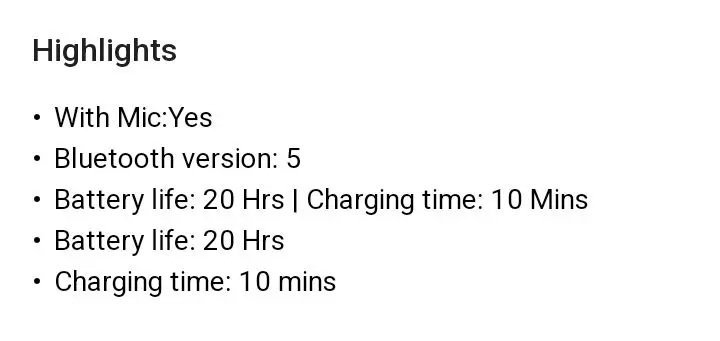 Highlights
• With Mic:Yes
• Bluetooth version: 5
• Battery life: 20 Hrs | Charging time: 10 Mins
• Battery life: 20 Hrs
• Charging time: 10 mins